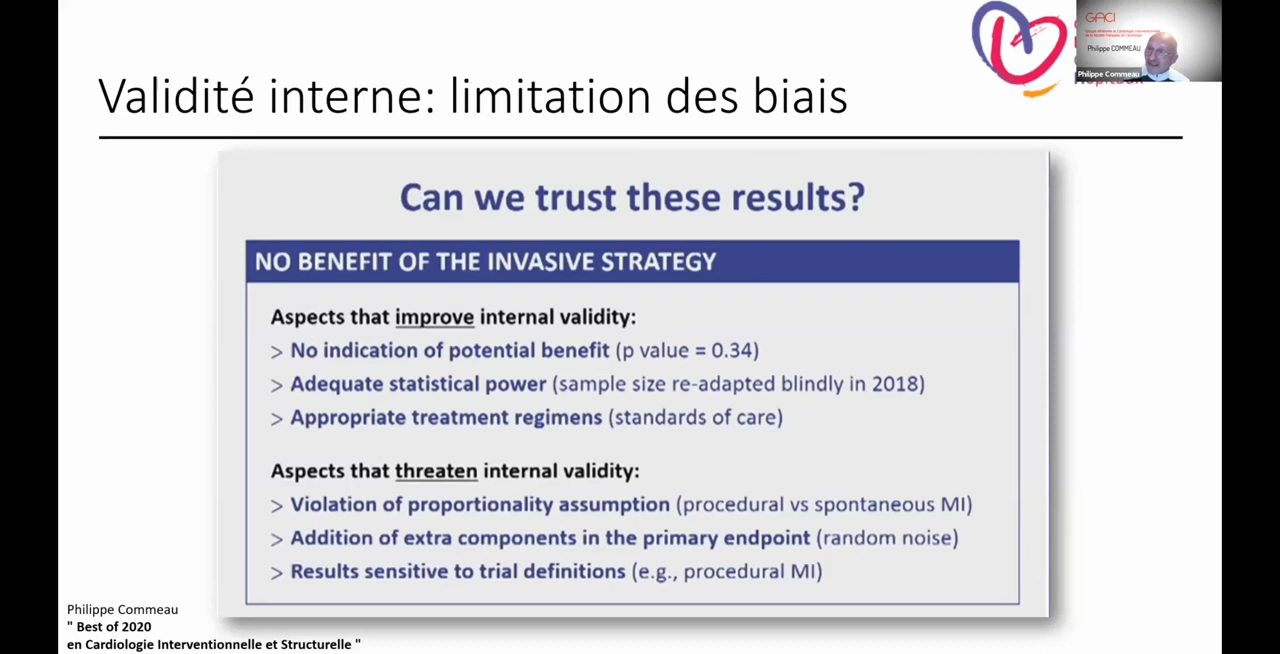 Validité interne: limitation des biais
GACI
Philippe COMMEAU
Philippe Commeau
Can we trust these results?
NO BENEFIT OF THE INVASIVE STRATEGY
Aspects that improve internal validity:
> No indication of potential benefit (p value = 0.34)
> Adequate statistical power (sample size re-adapted blindly in 2018)
> Appropriate treatment regimens (standards of care)
Aspects that threaten internal validity:
> Violation of proportionality assumption (procedural vs spontaneous MI)
> Addition of extra components in the primary endpoint (random noise)
> Results sensitive to trial definitions (e.g., procedural MI)
Philippe Commeau
" Best of 2020
en Cardiologie Interventionnelle et Structurelle "